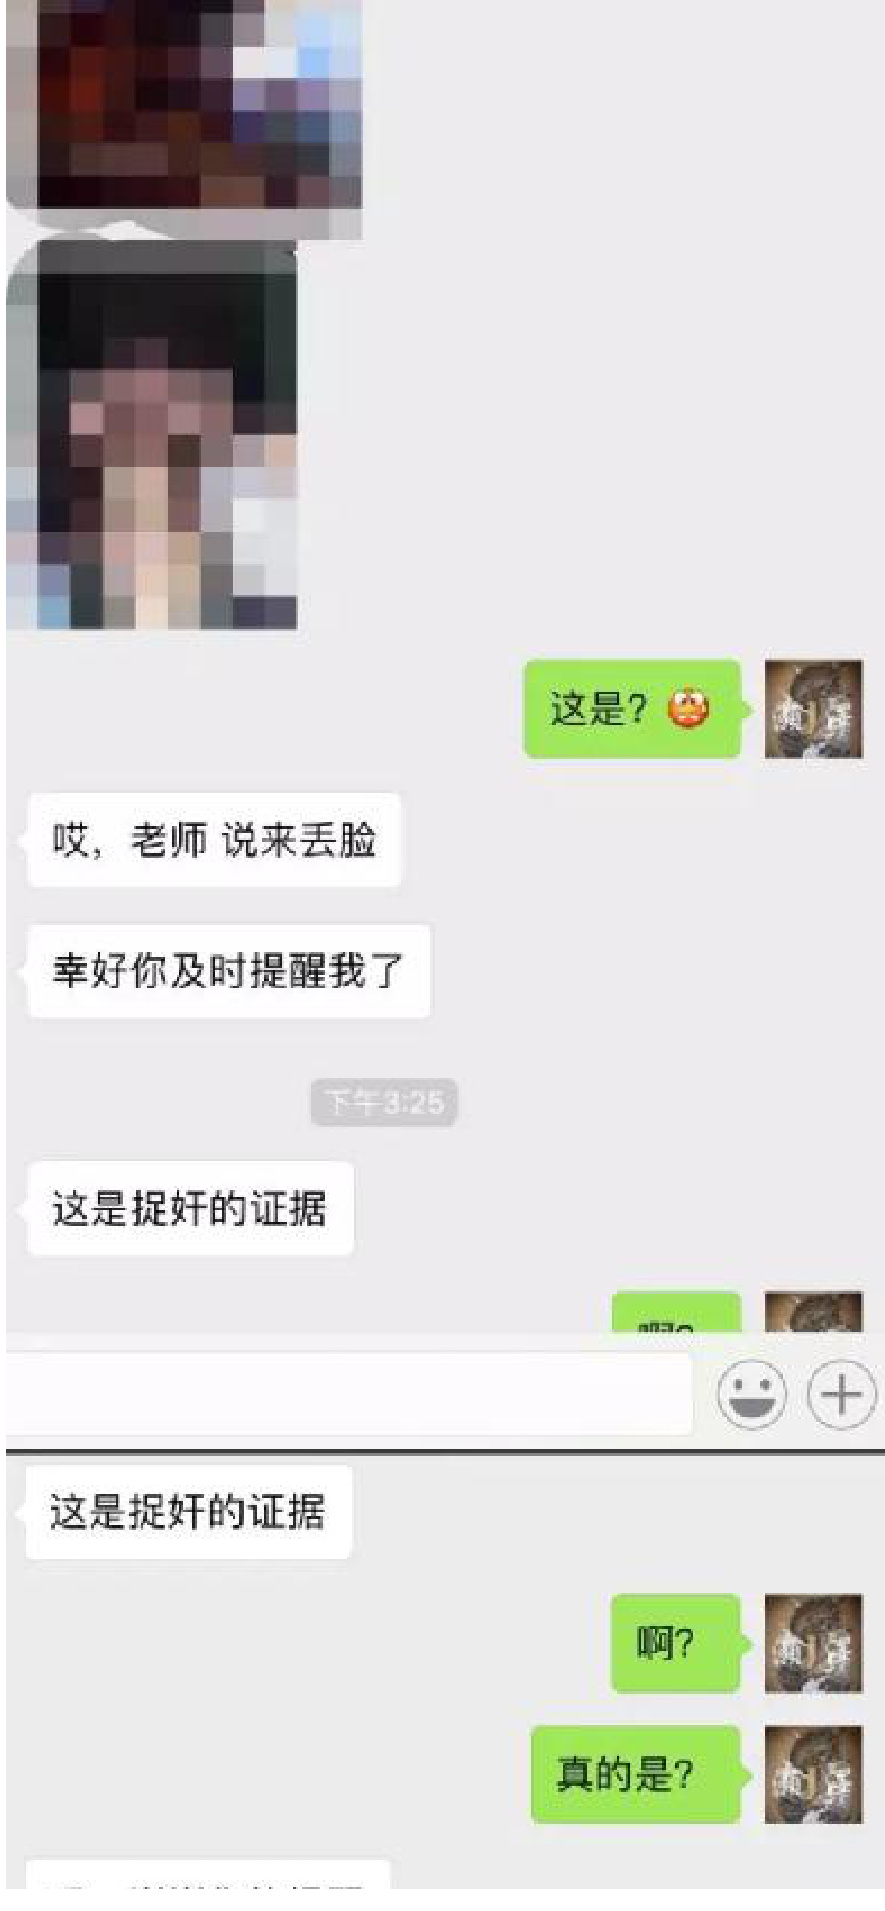 这是?
哎，老师 说来丢脸
幸好你及时提醒我了
下午3:25
这是捉奸的证据
啊?
这是捉奸的证据
啊?
真的是?